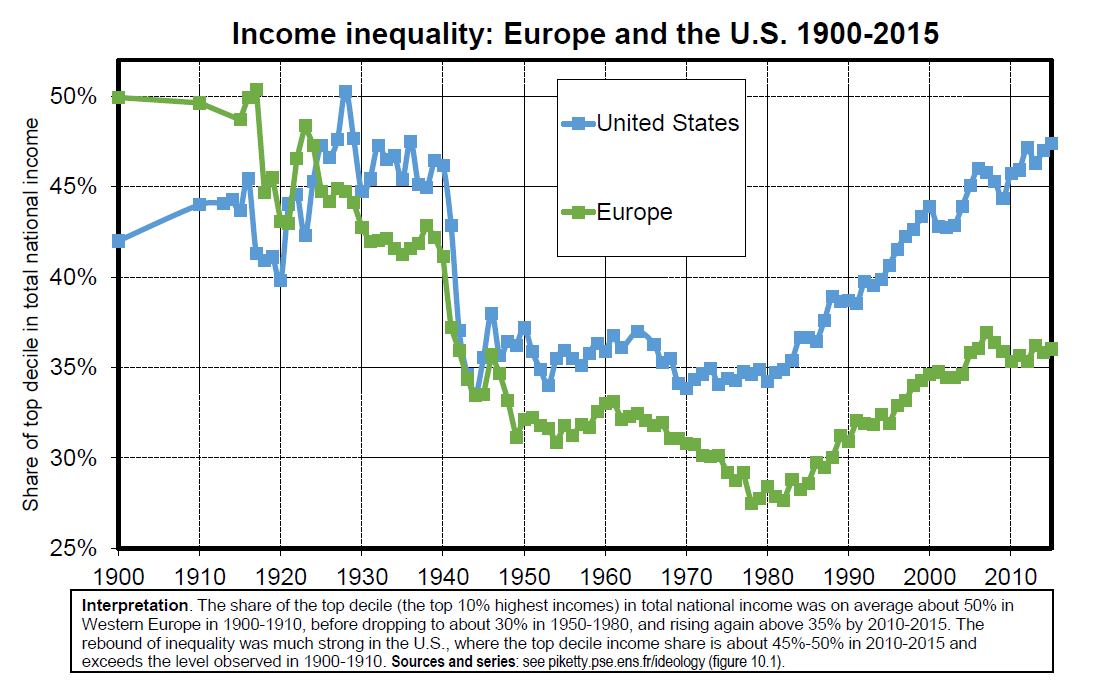 Income inequality: Europe and the U.S. 1900-2015
Share of top decile in total national income
50%
45%
40%
35%
30%
25%
United States
Europe
1900 1910 1920 1930 1940 1950 1960 1970 1980 1990 2000 2010
Interpretation. The share of the top decile (the top 10% highest incomes) in total national income was on average about 50% in
Western Europe in 1900-1910, before dropping to about 30% in 1950-1980, and rising again above 35% by 2010-2015. The
rebound of inequality was much strong in the U.S., where the top decile income share is about 45%-50% in 2010-2015 and
exceeds the level observed in 1900-1910. Sources and series: see piketty.pse.ens.fr/ideology (figure 10.1).